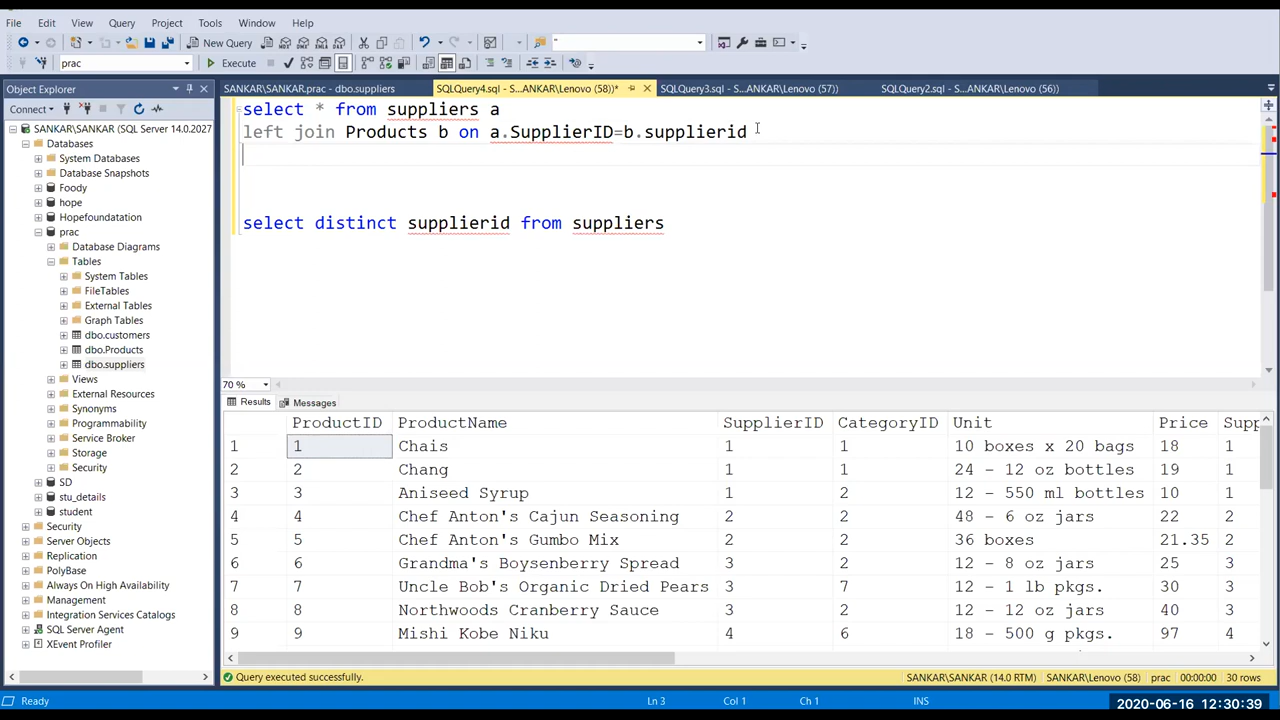 File Edit View Query Project Tools Window Help
New Query MDX DMX XMLA DAX "
prac Execute
Object Explorer SANKAR\SANKAR.prac - dbo.suppliers SQLQuery4.sql - S...ANKAR\Lenovo (58))* SQLQuery3.sql - S...ANKAR\Lenovo (57)) SQLQuery2.sql - S...ANKAR\Lenovo (56))
Connect
SANKAR\SANKAR (SQL Server 14.0.2027
Databases
System Databases
Database Snapshots
Foody
hope
Hopefoundatation
prac
Database Diagrams
Tables
System Tables
FileTables
External Tables
Graph Tables
dbo.customers
dbo.Products
dbo.suppliers
Views
External Resources
Synonyms
Programmability
Service Broker
Storage
Security
SD
stu_details
student
Security
Server Objects
Replication
PolyBase
Always On High Availability
Management
Integration Services Catalogs
SQL Server Agent
XEvent Profiler
select * from suppliers a
left join Products b on a.SupplierID=b.supplierid
select distinct supplierid from suppliers
70 %
Results Messages
ProductID ProductName SupplierID CategoryID Unit Price Supp
1 1 Chais 1 1 10 boxes x 20 bags 18 1
2 2 Chang 1 1 24 - 12 oz bottles 19 1
3 3 Aniseed Syrup 1 2 12 - 550 ml bottles 10 1
4 4 Chef Anton's Cajun Seasoning 2 2 48 - 6 oz jars 22 2
5 5 Chef Anton's Gumbo Mix 2 2 36 boxes 21.35 2
6 6 Grandma's Boysenberry Spread 3 2 12 - 8 oz jars 25 3
7 7 Uncle Bob's Organic Dried Pears 3 7 12 - 1 lb pkgs. 30 3
8 8 Northwoods Cranberry Sauce 3 2 12 - 12 oz jars 40 3
9 9 Mishi Kobe Niku 4 6 18 - 500 g pkgs. 97 4
Query executed successfully. SANKAR\SANKAR (14.0 RTM) SANKAR\Lenovo (58) prac 00:00:00 30 rows
Ready Ln 3 Col 1 Ch 1 INS
2020-06-16 12:30:39